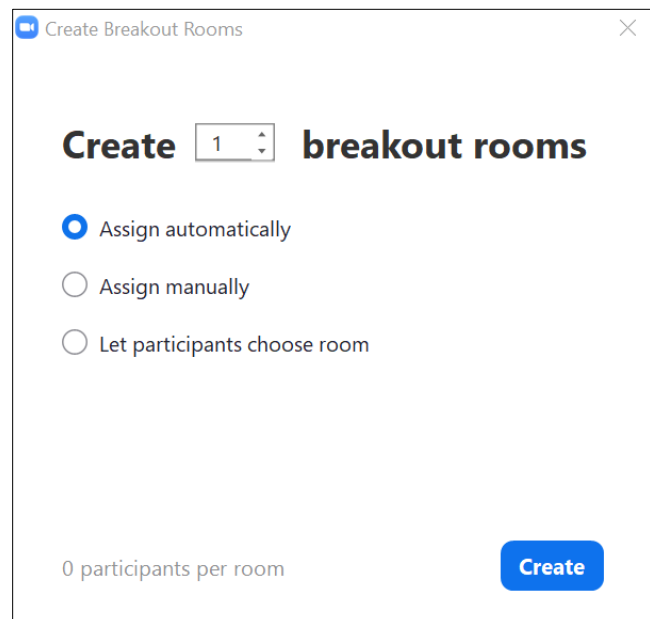 Create Breakout Rooms
Create 1 breakout rooms
Assign automatically
Assign manually
Let participants choose room
0 participants per room
Create